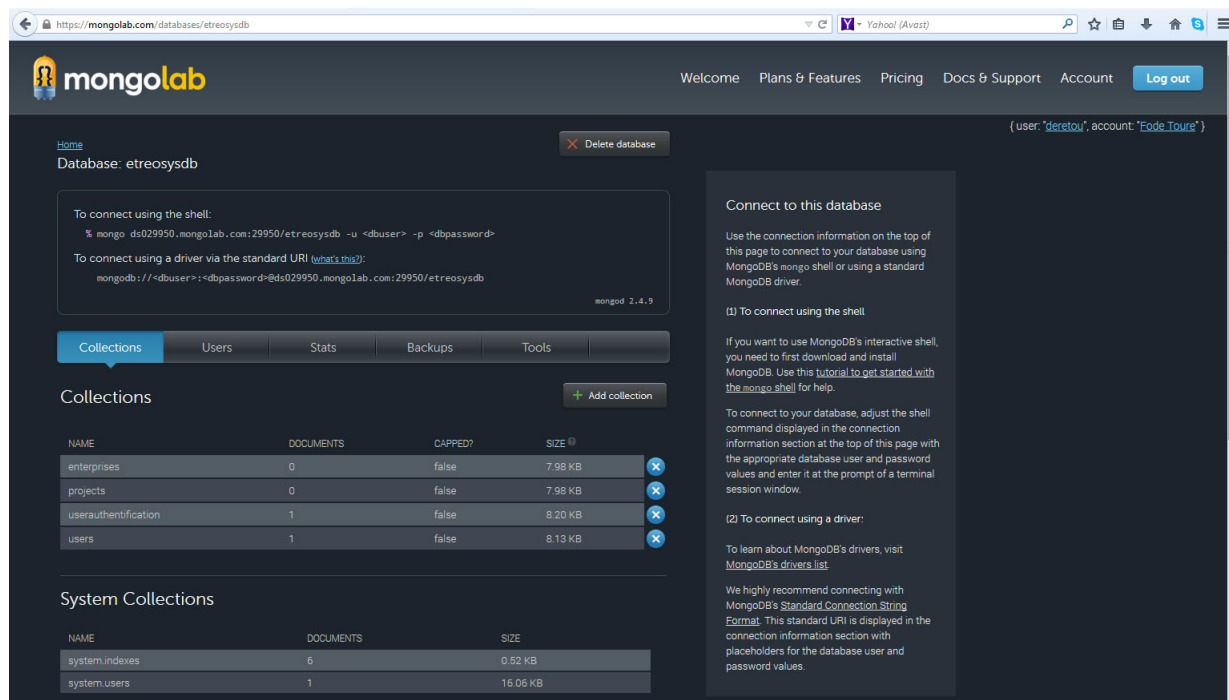 https://mongolab.com/databases/etreosysdb
Yahoo! (Avast)
mongolab
Welcome Plans & Features Pricing Docs & Support Account Log out
{ user: "deretou", account: "Fode Toure" }
Home
Delete database
Database: etreosysdb
To connect using the shell:
% mongo ds029950.mongolab.com:29950/etreosysdb -u <dbuser> -p <dbpassword>
To connect using a driver via the standard URI (what's this?):
mongodb://<dbuser>:<dbpassword>@ds029950.mongolab.com:29950/etreosysdb
mongod 2.4.9
Collections Users Stats Backups Tools
Collections
+ Add collection
NAME DOCUMENTS CAPPED? SIZE
enterprises 0 false 7.98 KB
projects 0 false 7.98 KB
userauthentification 1 false 8.20 KB
users 1 false 8.13 KB
System Collections
NAME DOCUMENTS SIZE
system.indexes 6 0.52 KB
system.users 1 16.06 KB
Connect to this database
Use the connection information on the top of
this page to connect to your database using
MongoDB's mongo shell or using a standard
MongoDB driver.
(1) To connect using the shell
If you want to use MongoDB's interactive shell,
you need to first download and install
MongoDB. Use this tutorial to get started with
the mongo shell for help.
To connect to your database, adjust the shell
command displayed in the connection
information section at the top of this page with
the appropriate database user and password
values and enter it at the prompt of a terminal
session window.
(2) To connect using a driver:
To learn about MongoDB's drivers, visit
MongoDB's drivers list.
We highly recommend connecting with
MongoDB's Standard Connection String
Format. This standard URI is displayed in the
connection information section with
placeholders for the database user and
password values.